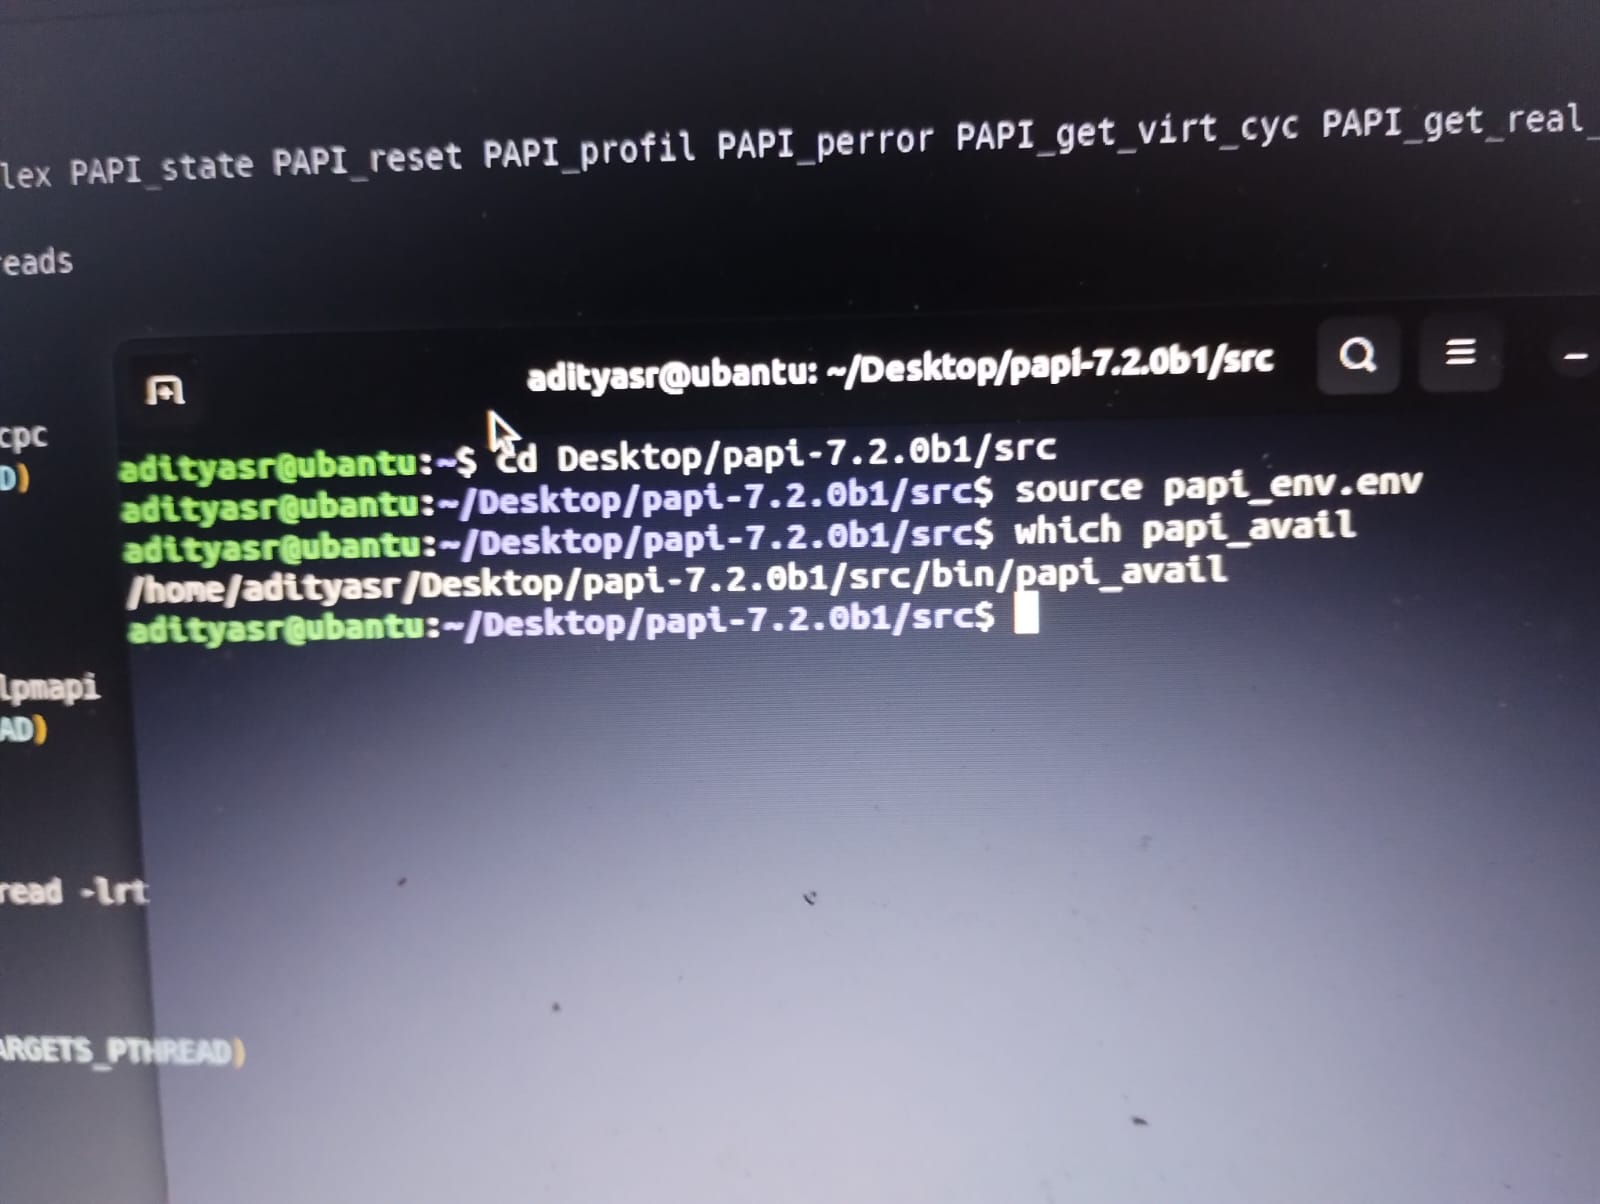 lex PAPI_state PAPI_reset PAPI_profil PAPI_perror PAPI_get_virt_cyc PAPI_get_real_
reads
adityasr@ubantu: ~/Desktop/papi-7.2.0b1/src
cpc
D)
adityasr@ubantu:~$ cd Desktop/papi-7.2.0b1/src
adityasr@ubantu:~/Desktop/papi-7.2.0b1/src$ source papi_env.env
adityasr@ubantu:~/Desktop/papi-7.2.0b1/src$ which papi_avail
/home/adityasr/Desktop/papi-7.2.0b1/src/bin/papi_avail
adityasr@ubantu:~/Desktop/papi-7.2.0b1/src$
lpmapi
AD)
read -lrt
ARGETS_PTHREAD)